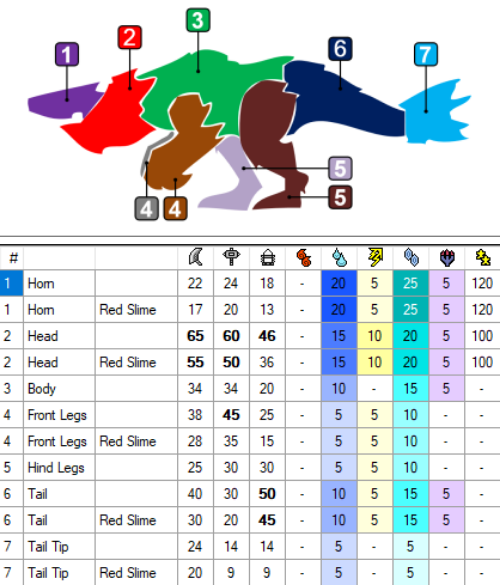 1
2
3
6
7
5
4 4 5
#
1 Horn 22 24 18 - 20 5 25 5 120
1 Horn Red Slime 17 20 13 - 20 5 25 5 120
2 Head 65 60 46 - 15 10 20 5 100
2 Head Red Slime 55 50 36 - 15 10 20 5 100
3 Body 34 34 20 - 10 - 15 5 -
4 Front Legs 38 45 25 - 5 5 10 - -
4 Front Legs Red Slime 28 35 15 - 5 5 10 - -
5 Hind Legs 25 30 30 - 5 5 10 - -
6 Tail 40 30 50 - 10 5 15 5 -
6 Tail Red Slime 30 20 45 - 10 5 15 5 -
7 Tail Tip 24 14 14 - 5 - 5 - -
7 Tail Tip Red Slime 20 9 9 - 5 - 5 - -